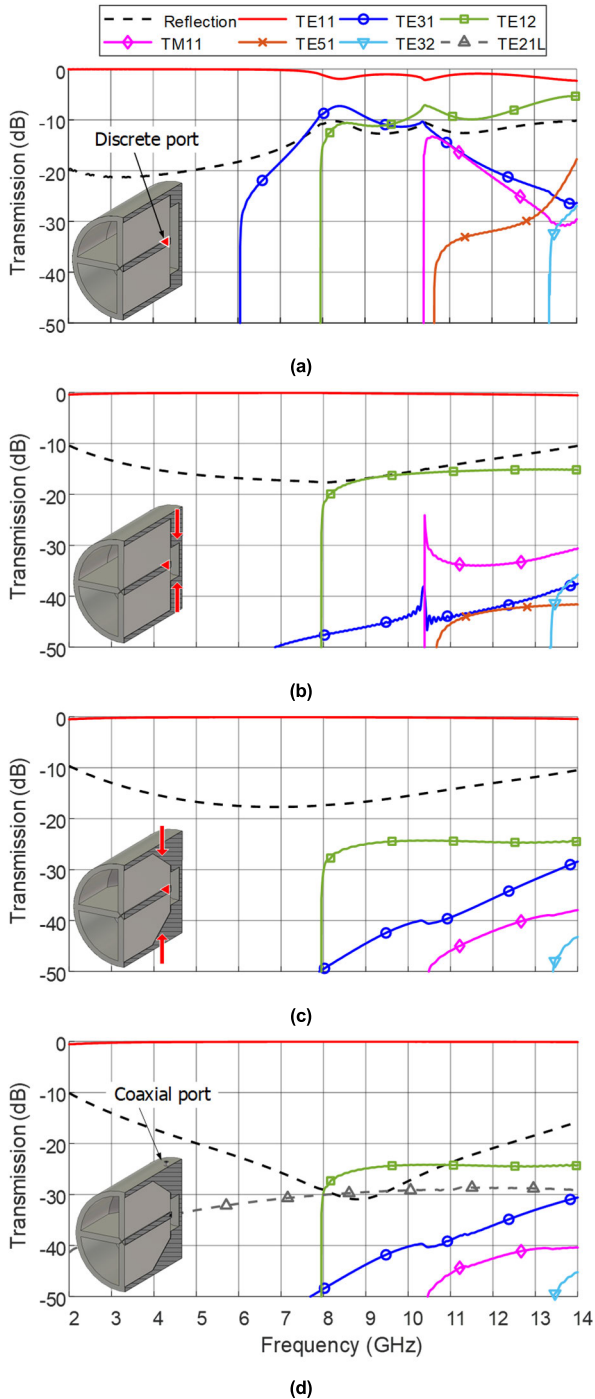 Reflection TE11 TE31 TE12
TM11 TE51 TE32 TE21L
0
-10
-20
-30
-40
-50
Transmission (dB)
Discrete port
(a)
0
-10
-20
-30
-40
-50
Transmission (dB)
(b)
0
-10
-20
-30
-40
-50
Transmission (dB)
(c)
0
-10
-20
-30
-40
-50
Transmission (dB)
Coaxial port
2 3 4 5 6 7 8 9 10 11 12 13 14
Frequency (GHz)
(d)